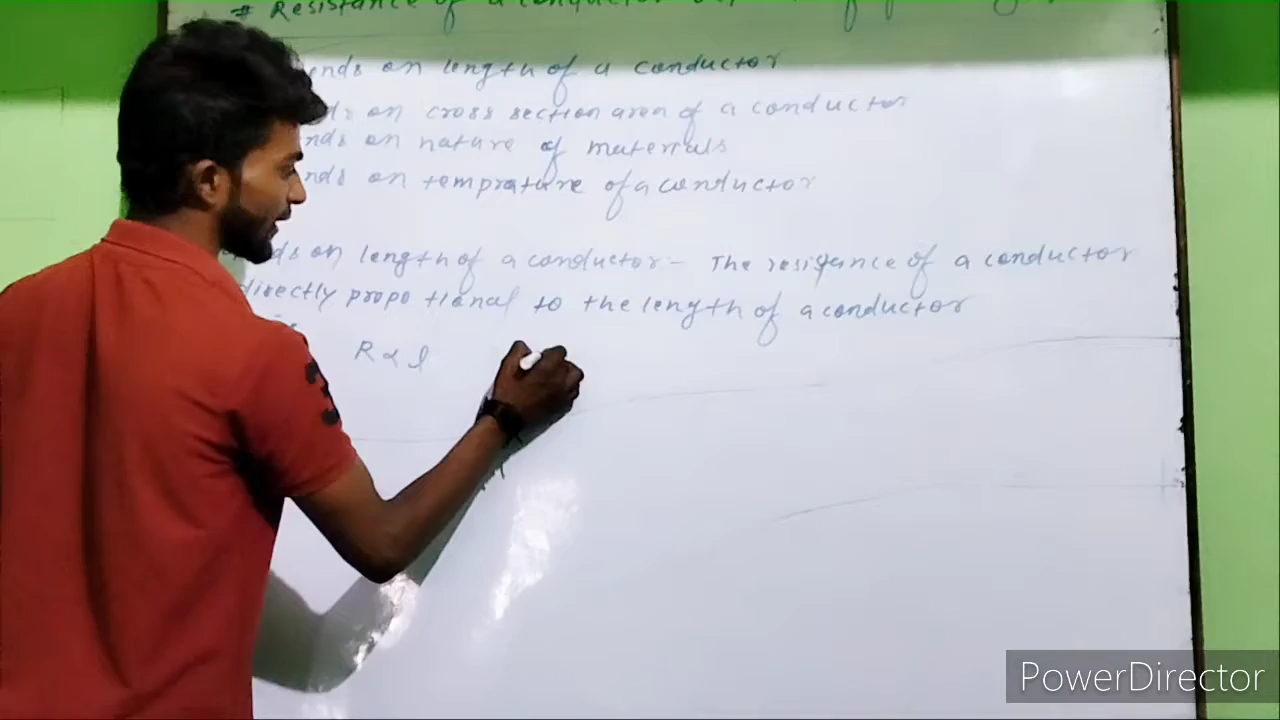 # Resistance of a conductor
ends on length of a conductor
ds on cross section area of a conductor
nds on nature of materials
nds on temprature of a conductor
ds on length of a conductor - The resistance of a conductor
directly propotional to the length of a conductor
R α l
3
PowerDirector